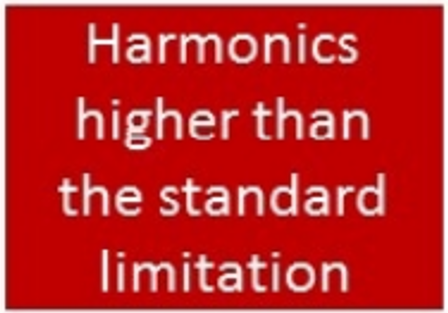 Harmonics
higher than
the standard
limitation